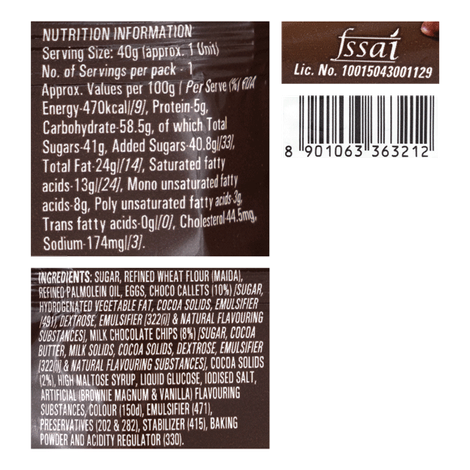 NUTRITION INFORMATION
Serving Size: 40g (approx. 1 Unit)
No. of Servings per pack - 1
Approx. Values per 100g | Per Serve (%) RDA
Energy-470kcal|[9], Protein-5g,
Carbohydrate-58.5g, of which Total
Sugars-41g, Added Sugars-40.8g|[33],
Total Fat-24g|[14], Saturated fatty
acids-13g|[24], Mono unsaturated fatty
acids-8g, Poly unsaturated fatty acids-3g,
Trans fatty acids-0g|[0], Cholesterol-44.5mg,
Sodium-174mg|[3].
fssai
Lic. No. 10015043001129
8 901063 363212
INGREDIENTS: SUGAR, REFINED WHEAT FLOUR (MAIDA),
REFINED PALMOLEIN OIL, EGGS, CHOCO CALLETS (10%) [SUGAR,
HYDROGENATED VEGETABLE FAT, COCOA SOLIDS, EMULSIFIER
(491), DEXTROSE, EMULSIFIER [322(i)] & NATURAL FLAVOURING
SUBSTANCES], MILK CHOCOLATE CHIPS (8%) [SUGAR, COCOA
BUTTER, MILK SOLIDS, COCOA SOLIDS, DEXTROSE, EMULSIFIER
[322(i)] & NATURAL FLAVOURING SUBSTANCES], COCOA SOLIDS
(2%), HIGH MALTOSE SYRUP, LIQUID GLUCOSE, IODISED SALT,
ARTIFICIAL (BROWNIE MAGNUM & VANILLA) FLAVOURING
SUBSTANCES, COLOUR (150d), EMULSIFIER (471),
PRESERVATIVES (202 & 282), STABILIZER (415), BAKING
POWDER AND ACIDITY REGULATOR (330).